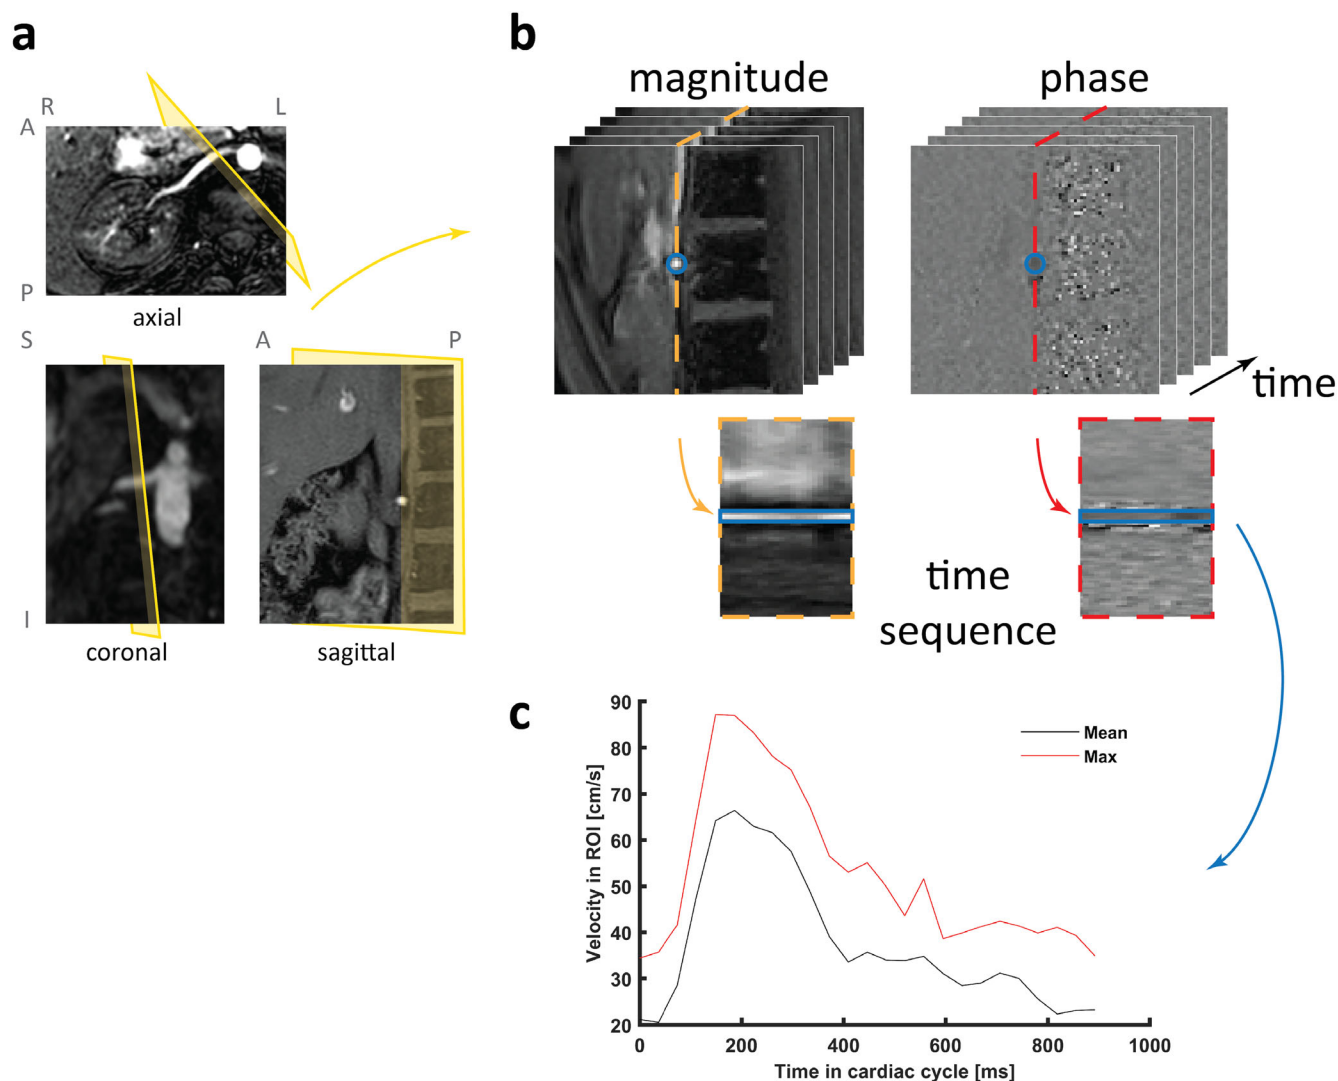 a
R L
A
P
axial
S
I
coronal
A P
sagittal
b
magnitude
phase
time
time
sequence
c
90
80
70
60
50
40
30
20
Velocity in ROI [cm/s]
Mean
Max
0 200 400 600 800 1000
Time in cardiac cycle [ms]